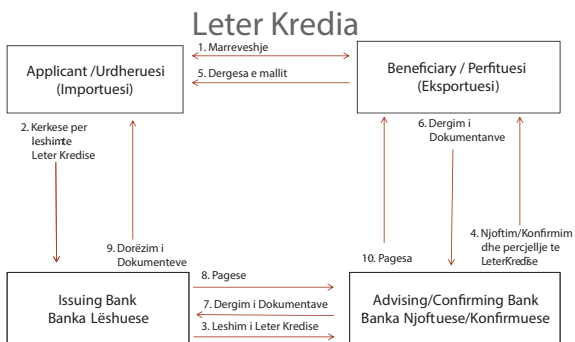 Leter Kredia
1. Marreveshje
Applicant /Urdheruesi
(Importuesi)
5. Dergesa e mallit
Beneficiary / Perfituesi
(Eksportuesi)
2. Kerkese per
leshimte
Leter Kredise
6. Dergim i
Dokumentanve
9. Dorëzim i
Dokumenteve
10. Pagesa
4. Njoftim/Konfirmim
dhe percjellje te
LeterKredise
8. Pagese
Issuing Bank
Banka Lëshuese
7. Dergim i Dokumentave
3. Leshim i Leter Kredise
Advising/Confirming Bank
Banka Njoftuese/Konfirmuese